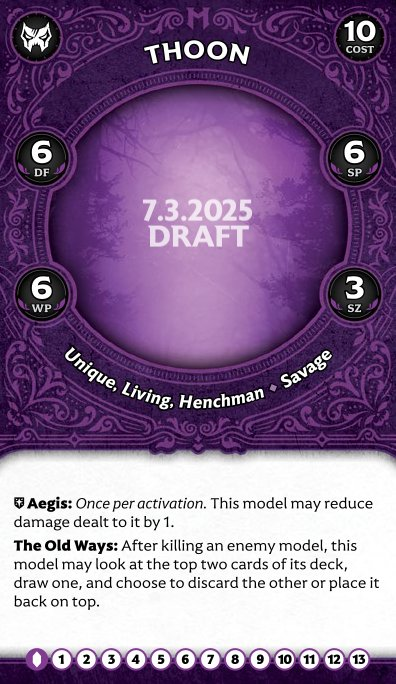 THOON
10
COST
6
DF
6
SP
7.3.2025
DRAFT
6
WP
3
SZ
Unique, Living, Henchman ♦ Savage
Aegis: Once per activation. This model may reduce
damage dealt to it by 1.
The Old Ways: After killing an enemy model, this
model may look at the top two cards of its deck,
draw one, and choose to discard the other or place it
back on top.
1 2 3 4 5 6 7 8 9 10 11 12 13